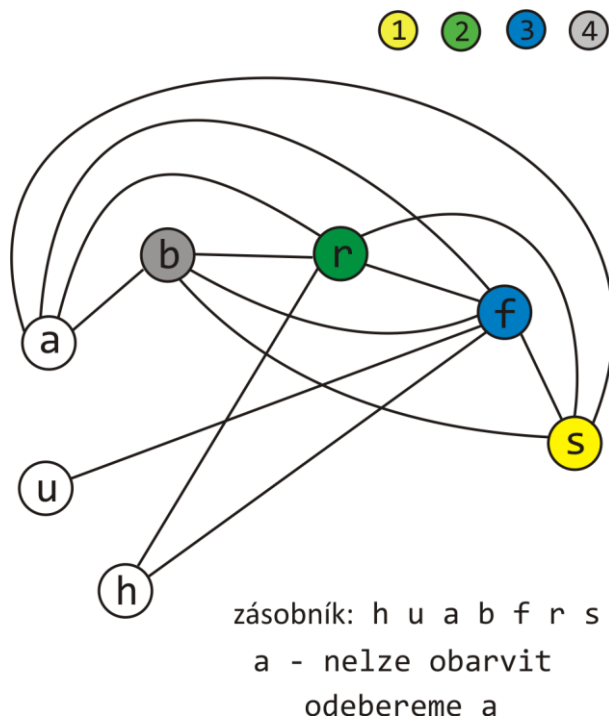 1 2 3 4
b r
f
a
s
u
h
zásobník: h u a b f r s
a - nelze obarvit
odebereme a